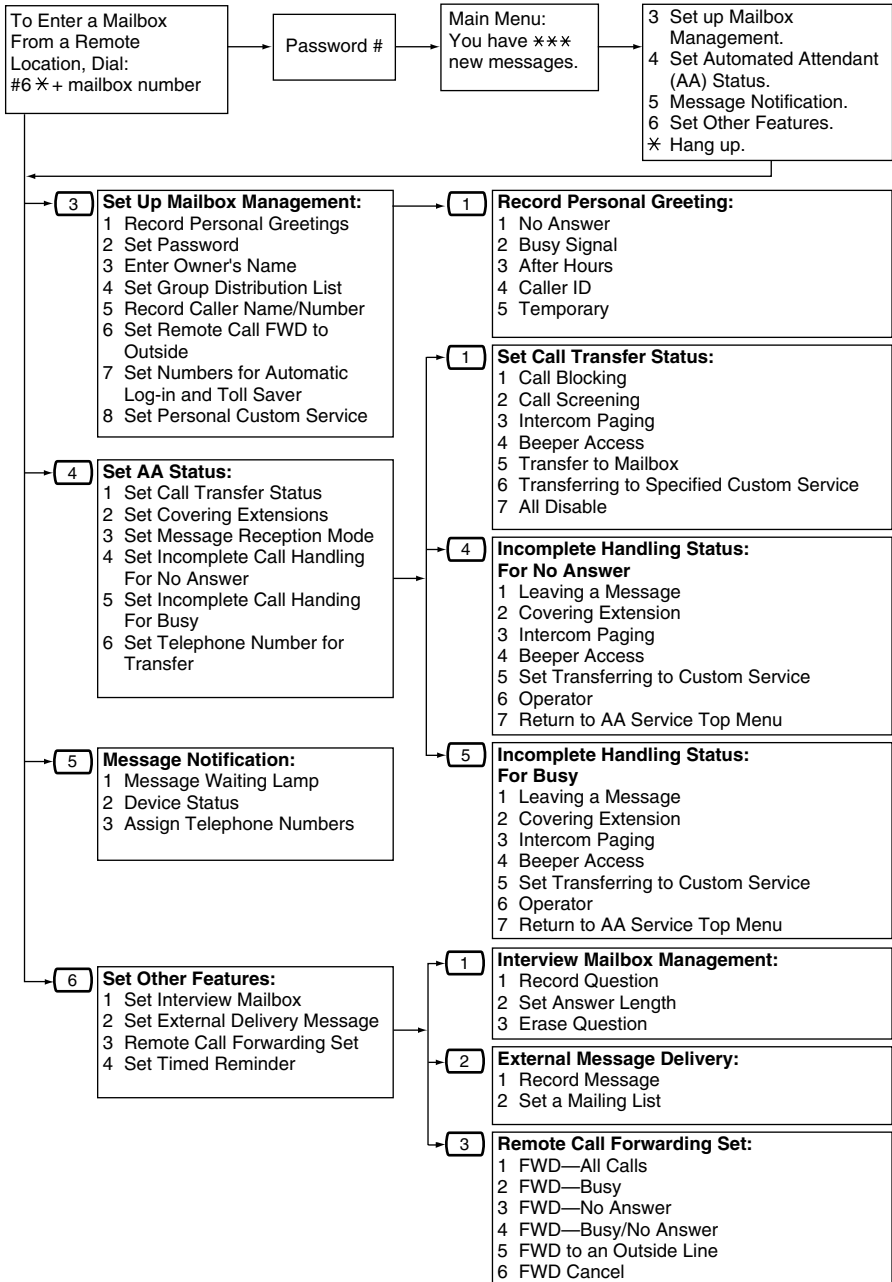 To Enter a Mailbox
From a Remote
Location, Dial:
#6 ✳ + mailbox number
Password #
Main Menu:
You have ✳✳✳
new messages.
3 Set up Mailbox
Management.
4 Set Automated Attendant
(AA) Status.
5 Message Notification.
6 Set Other Features.
✳ Hang up.
3
Set Up Mailbox Management:
1 Record Personal Greetings
2 Set Password
3 Enter Owner's Name
4 Set Group Distribution List
5 Record Caller Name/Number
6 Set Remote Call FWD to
Outside
7 Set Numbers for Automatic
Log-in and Toll Saver
8 Set Personal Custom Service
1
Record Personal Greeting:
1 No Answer
2 Busy Signal
3 After Hours
4 Caller ID
5 Temporary
4
Set AA Status:
1 Set Call Transfer Status
2 Set Covering Extensions
3 Set Message Reception Mode
4 Set Incomplete Call Handling
For No Answer
5 Set Incomplete Call Handing
For Busy
6 Set Telephone Number for
Transfer
1
Set Call Transfer Status:
1 Call Blocking
2 Call Screening
3 Intercom Paging
4 Beeper Access
5 Transfer to Mailbox
6 Transferring to Specified Custom Service
7 All Disable
4
Incomplete Handling Status:
For No Answer
1 Leaving a Message
2 Covering Extension
3 Intercom Paging
4 Beeper Access
5 Set Transferring to Custom Service
6 Operator
7 Return to AA Service Top Menu
5
Incomplete Handling Status:
For Busy
1 Leaving a Message
2 Covering Extension
3 Intercom Paging
4 Beeper Access
5 Set Transferring to Custom Service
6 Operator
7 Return to AA Service Top Menu
5
Message Notification:
1 Message Waiting Lamp
2 Device Status
3 Assign Telephone Numbers
6
Set Other Features:
1 Set Interview Mailbox
2 Set External Delivery Message
3 Remote Call Forwarding Set
4 Set Timed Reminder
1
Interview Mailbox Management:
1 Record Question
2 Set Answer Length
3 Erase Question
2
External Message Delivery:
1 Record Message
2 Set a Mailing List
3
Remote Call Forwarding Set:
1 FWD—All Calls
2 FWD—Busy
3 FWD—No Answer
4 FWD—Busy/No Answer
5 FWD to an Outside Line
6 FWD Cancel